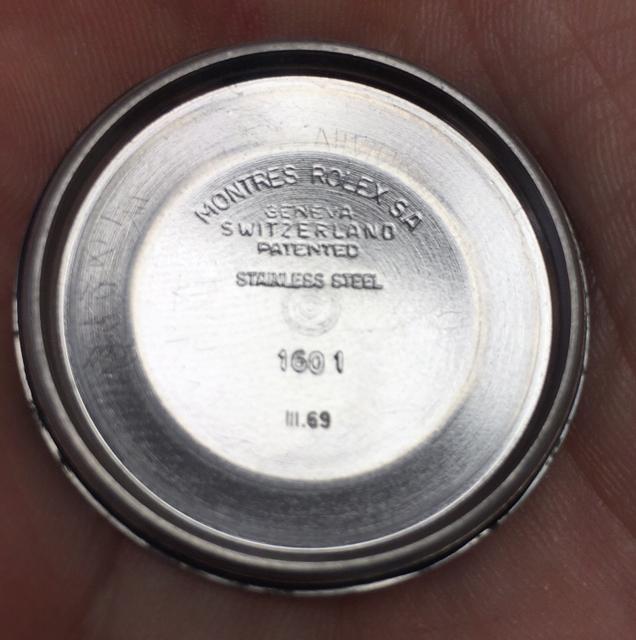 MONTRES ROLEX SA
GENEVA
SWITZERLAND
PATENTED
STAINLESS STEEL
1601
III.69